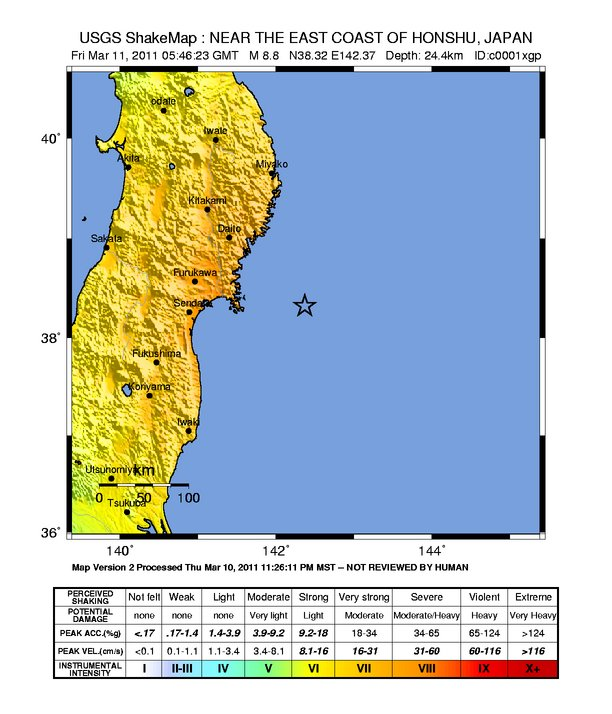 USGS ShakeMap : NEAR THE EAST COAST OF HONSHU, JAPAN
Fri Mar 11, 2011 05:46:23 GMT M 8.8 N38.32 E142.37 Depth: 24.4km ID:c0001xgp
odate
40°
Iwate
Akita
Miyako
Kitakami
Daito
Sakata
Furukawa
Sendai
38°
Fukushima
Koriyama
Iwaki
Utsunomiya
km
0 50 100
Tsukuba
36°
140° 142° 144°
Map Version 2 Processed Thu Mar 10, 2011 11:26:11 PM MST -- NOT REVIEWED BY HUMAN
PERCEIVED SHAKING Not felt Weak Light Moderate Strong Very strong Severe Violent Extreme
POTENTIAL DAMAGE none none none Very light Light Moderate Moderate/Heavy Heavy Very Heavy
PEAK ACC.(%g) <.17 .17-1.4 1.4-3.9 3.9-9.2 9.2-18 18-34 34-65 65-124 >124
PEAK VEL.(cm/s) <0.1 0.1-1.1 1.1-3.4 3.4-8.1 8.1-16 16-31 31-60 60-116 >116
INSTRUMENTAL INTENSITY I II-III IV V VI VII VIII IX X+